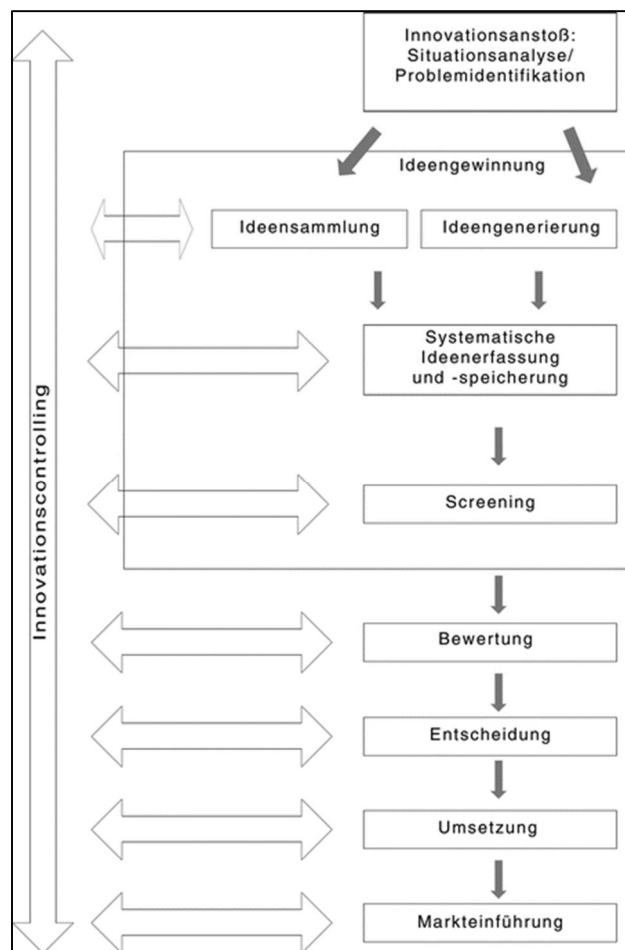 Innovationsanstoß:
Situationsanalyse/
Problemidentifikation
Ideengewinnung
Ideensammlung
Ideengenerierung
Systematische
Ideenerfassung
und -speicherung
Screening
Bewertung
Entscheidung
Umsetzung
Markteinführung
Innovationscontrolling